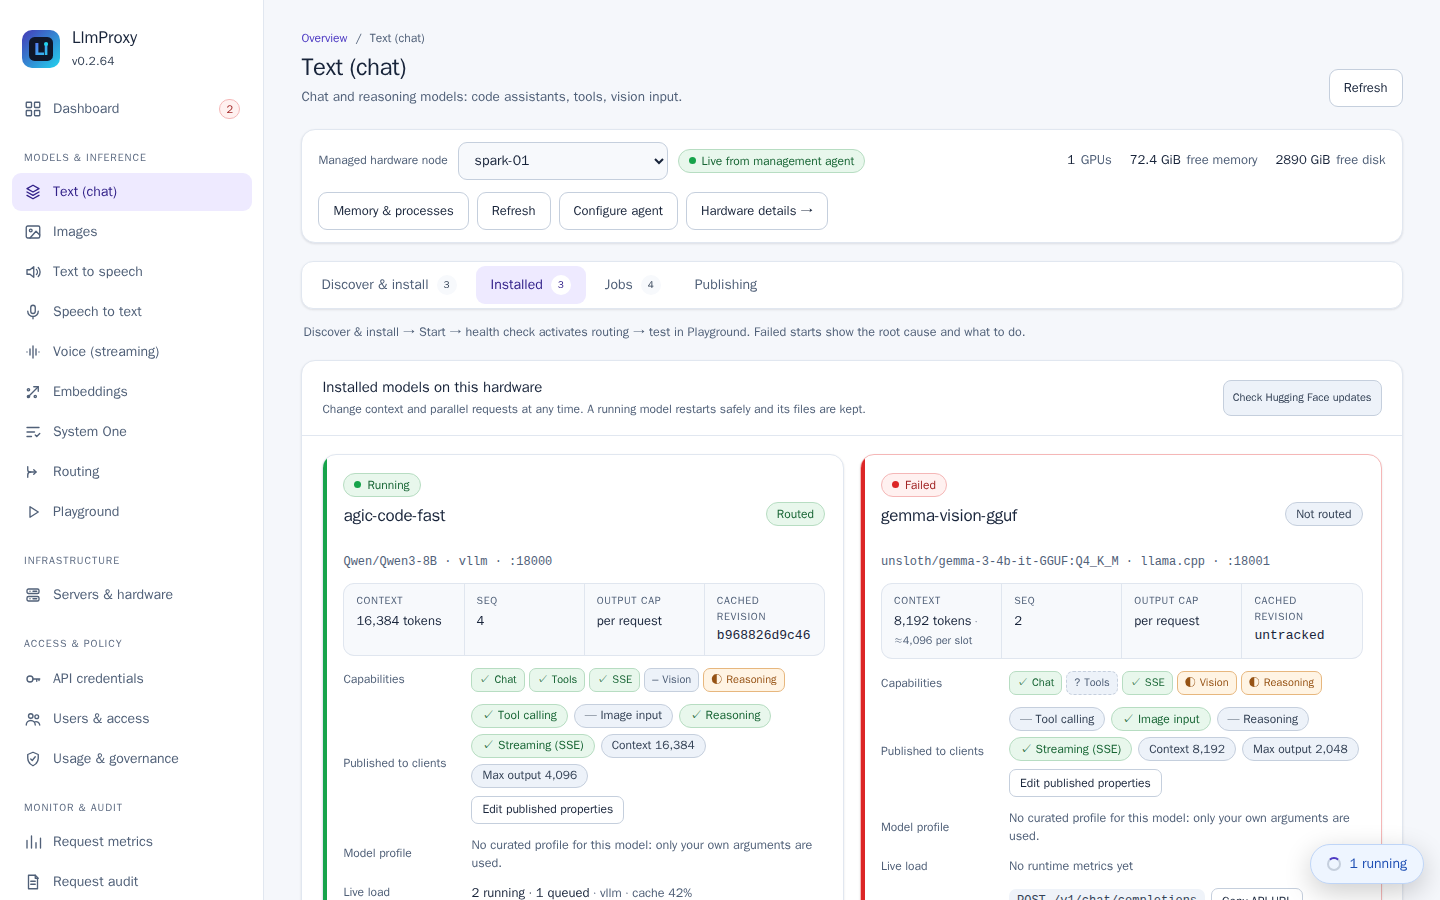 LlmProxy
v0.2.64
Dashboard 2
MODELS & INFERENCE
Text (chat)
Images
Text to speech
Speech to text
Voice (streaming)
Embeddings
System One
Routing
Playground
INFRASTRUCTURE
Servers & hardware
ACCESS & POLICY
API credentials
Users & access
Usage & governance
MONITOR & AUDIT
Request metrics
Request audit
Overview / Text (chat)
Text (chat)
Chat and reasoning models: code assistants, tools, vision input.
Refresh
Managed hardware node spark-01 Live from management agent 1 GPUs 72.4 GiB free memory 2890 GiB free disk
Memory & processes Refresh Configure agent Hardware details →
Discover & install 3 Installed 3 Jobs 4 Publishing
Discover & install → Start → health check activates routing → test in Playground. Failed starts show the root cause and what to do.
Installed models on this hardware
Change context and parallel requests at any time. A running model restarts safely and its files are kept.
Check Hugging Face updates
Running
agic-code-fast Routed
Qwen/Qwen3-8B · vllm · :18000
CONTEXT SEQ OUTPUT CAP CACHED REVISION
16,384 tokens 4 per request b968826d9c46
Capabilities ✓ Chat ✓ Tools ✓ SSE – Vision ◐ Reasoning
Published to clients ✓ Tool calling — Image input ✓ Reasoning
✓ Streaming (SSE) Context 16,384
Max output 4,096
Edit published properties
Model profile No curated profile for this model: only your own arguments are
used.
Live load 2 running · 1 queued · vllm · cache 42%
Failed
gemma-vision-gguf Not routed
unsloth/gemma-3-4b-it-GGUF:Q4_K_M · llama.cpp · :18001
CONTEXT SEQ OUTPUT CAP CACHED REVISION
8,192 tokens · 2 per request untracked
≈4,096 per slot
Capabilities ✓ Chat ? Tools ✓ SSE ◐ Vision ◐ Reasoning
Published to clients — Tool calling ✓ Image input — Reasoning
✓ Streaming (SSE) Context 8,192 Max output 2,048
Edit published properties
Model profile No curated profile for this model: only your own arguments are
used.
Live load No runtime metrics yet
POST /v1/chat/completions Copy API URL
1 running